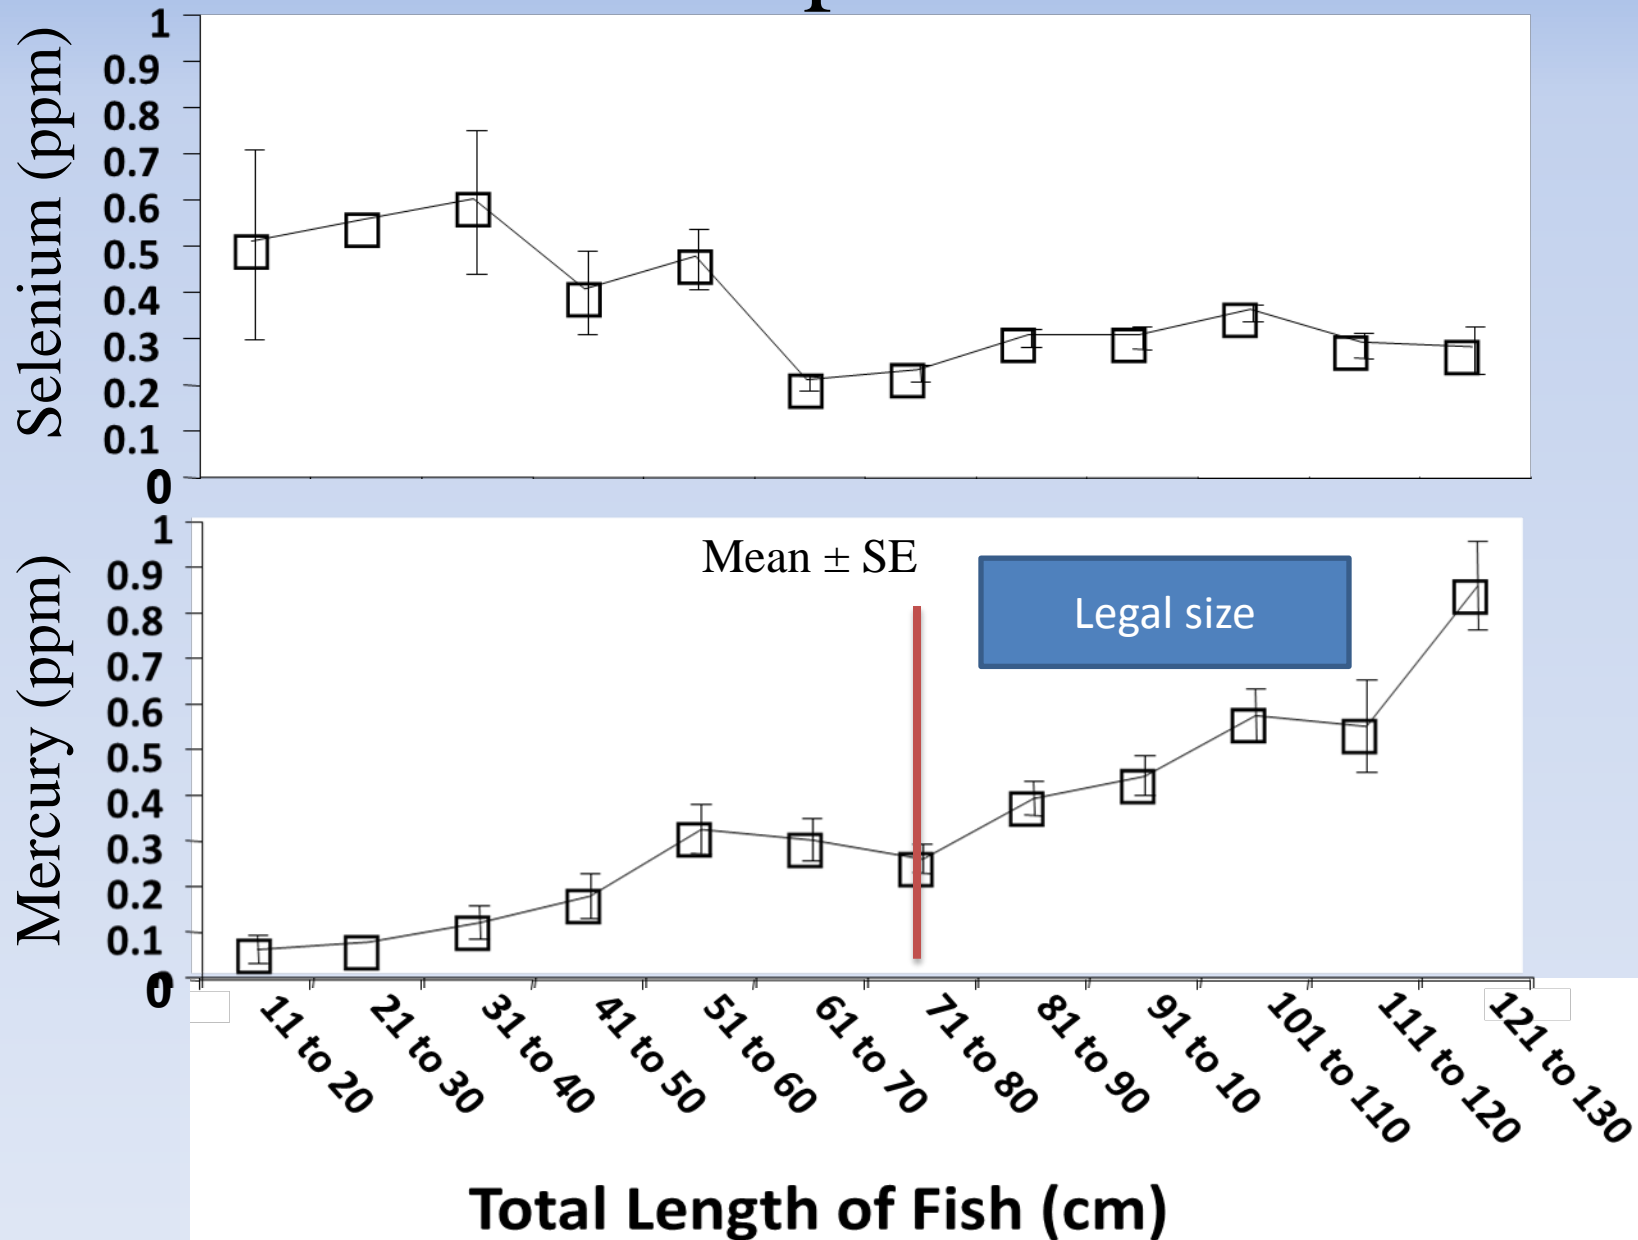 Selenium (ppm)
1
0.9
0.8
0.7
0.6
0.5
0.4
0.3
0.2
0.1
0
Mercury (ppm)
1
0.9
0.8
0.7
0.6
0.5
0.4
0.3
0.2
0.1
0
Mean ± SE
Legal size
11 to 20
21 to 30
31 to 40
41 to 50
51 to 60
61 to 70
71 to 80
81 to 90
91 to 10
101 to 110
111 to 120
121 to 130
Total Length of Fish (cm)